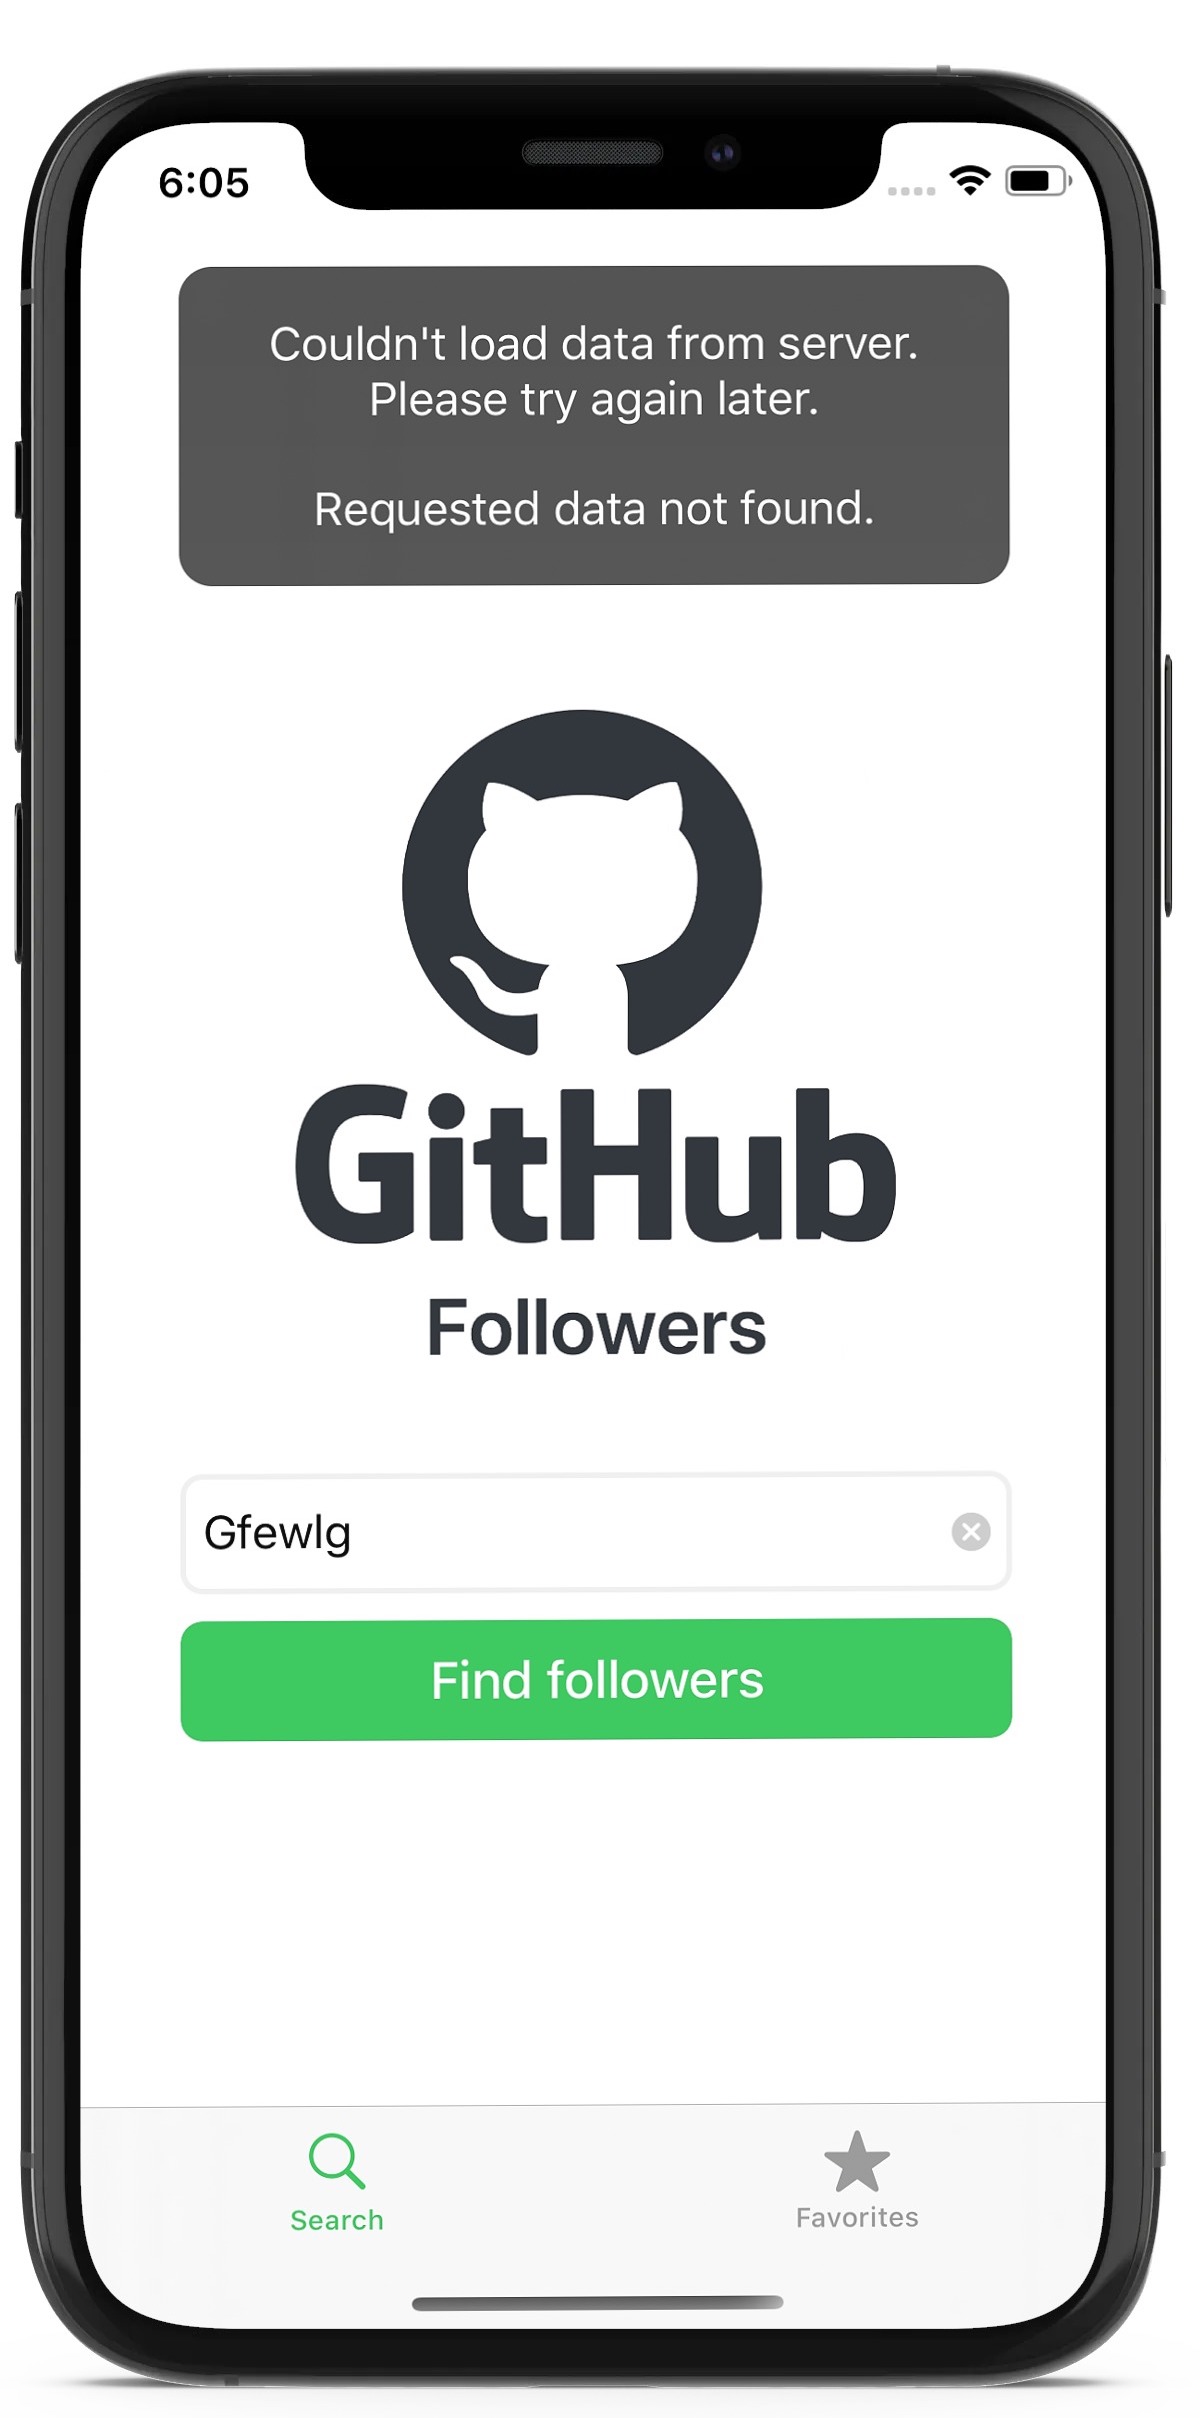 6:05
Couldn't load data from server.
Please try again later.
Requested data not found.
GitHub
Followers
Gfewlg
Find followers
Search
Favorites